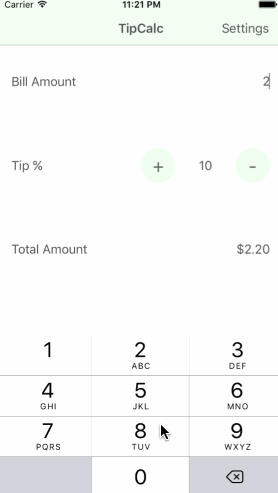 Carrier 11:21 PM
TipCalc Settings
Bill Amount 2
Tip % + 10 -
Total Amount $2.20
1 2 3
ABC DEF
4 5 6
GHI JKL MNO
7 8 9
PQRS TUV WXYZ
0